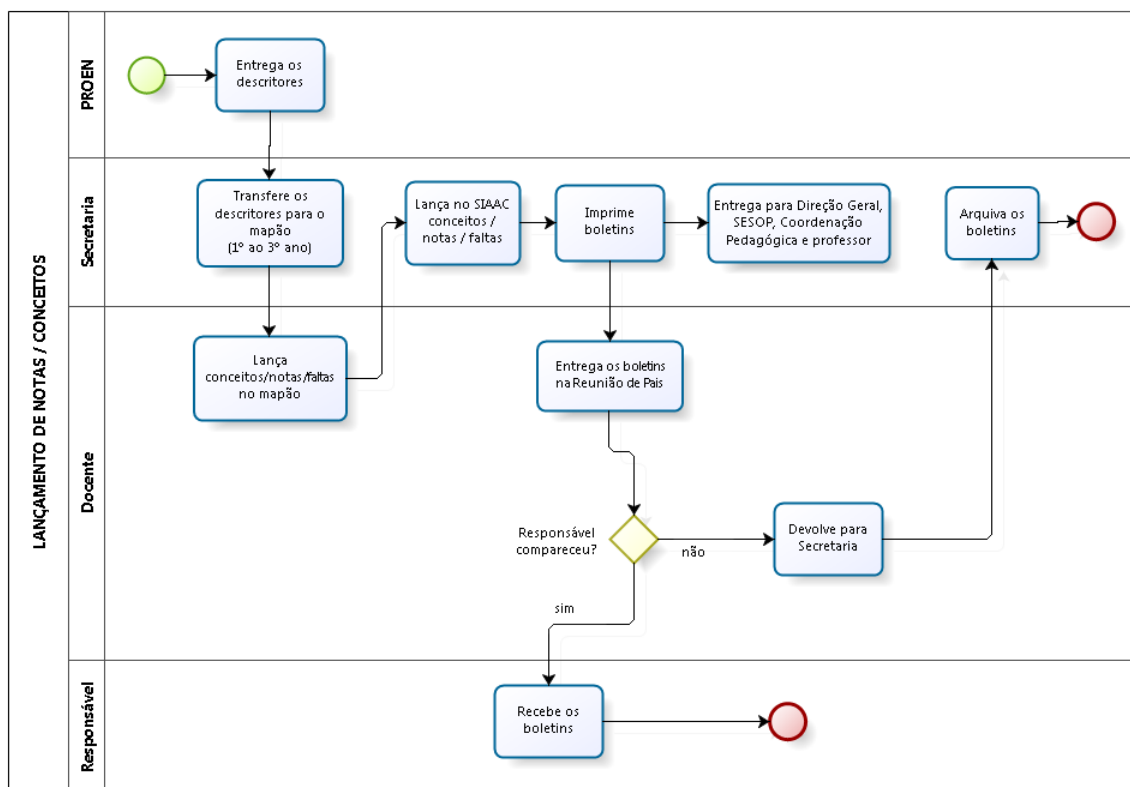 LANÇAMENTO DE NOTAS / CONCEITOS
PROEN
Entrega os
descritores
Secretaria
Transfere os
descritores para o
mapão
(1º ao 3º ano)
Lança no SIAAC
conceitos /
notas / faltas
Imprime
boletins
Entrega para Direção Geral,
SESOP, Coordenação
Pedagógica e professor
Arquiva os
boletins
Docente
Lança
conceitos/notas/faltas
no mapão
Entrega os boletins
na Reunião de Pais
Responsável
compareceu?
não
sim
Devolve para
Secretaria
Responsável
Recebe os
boletins